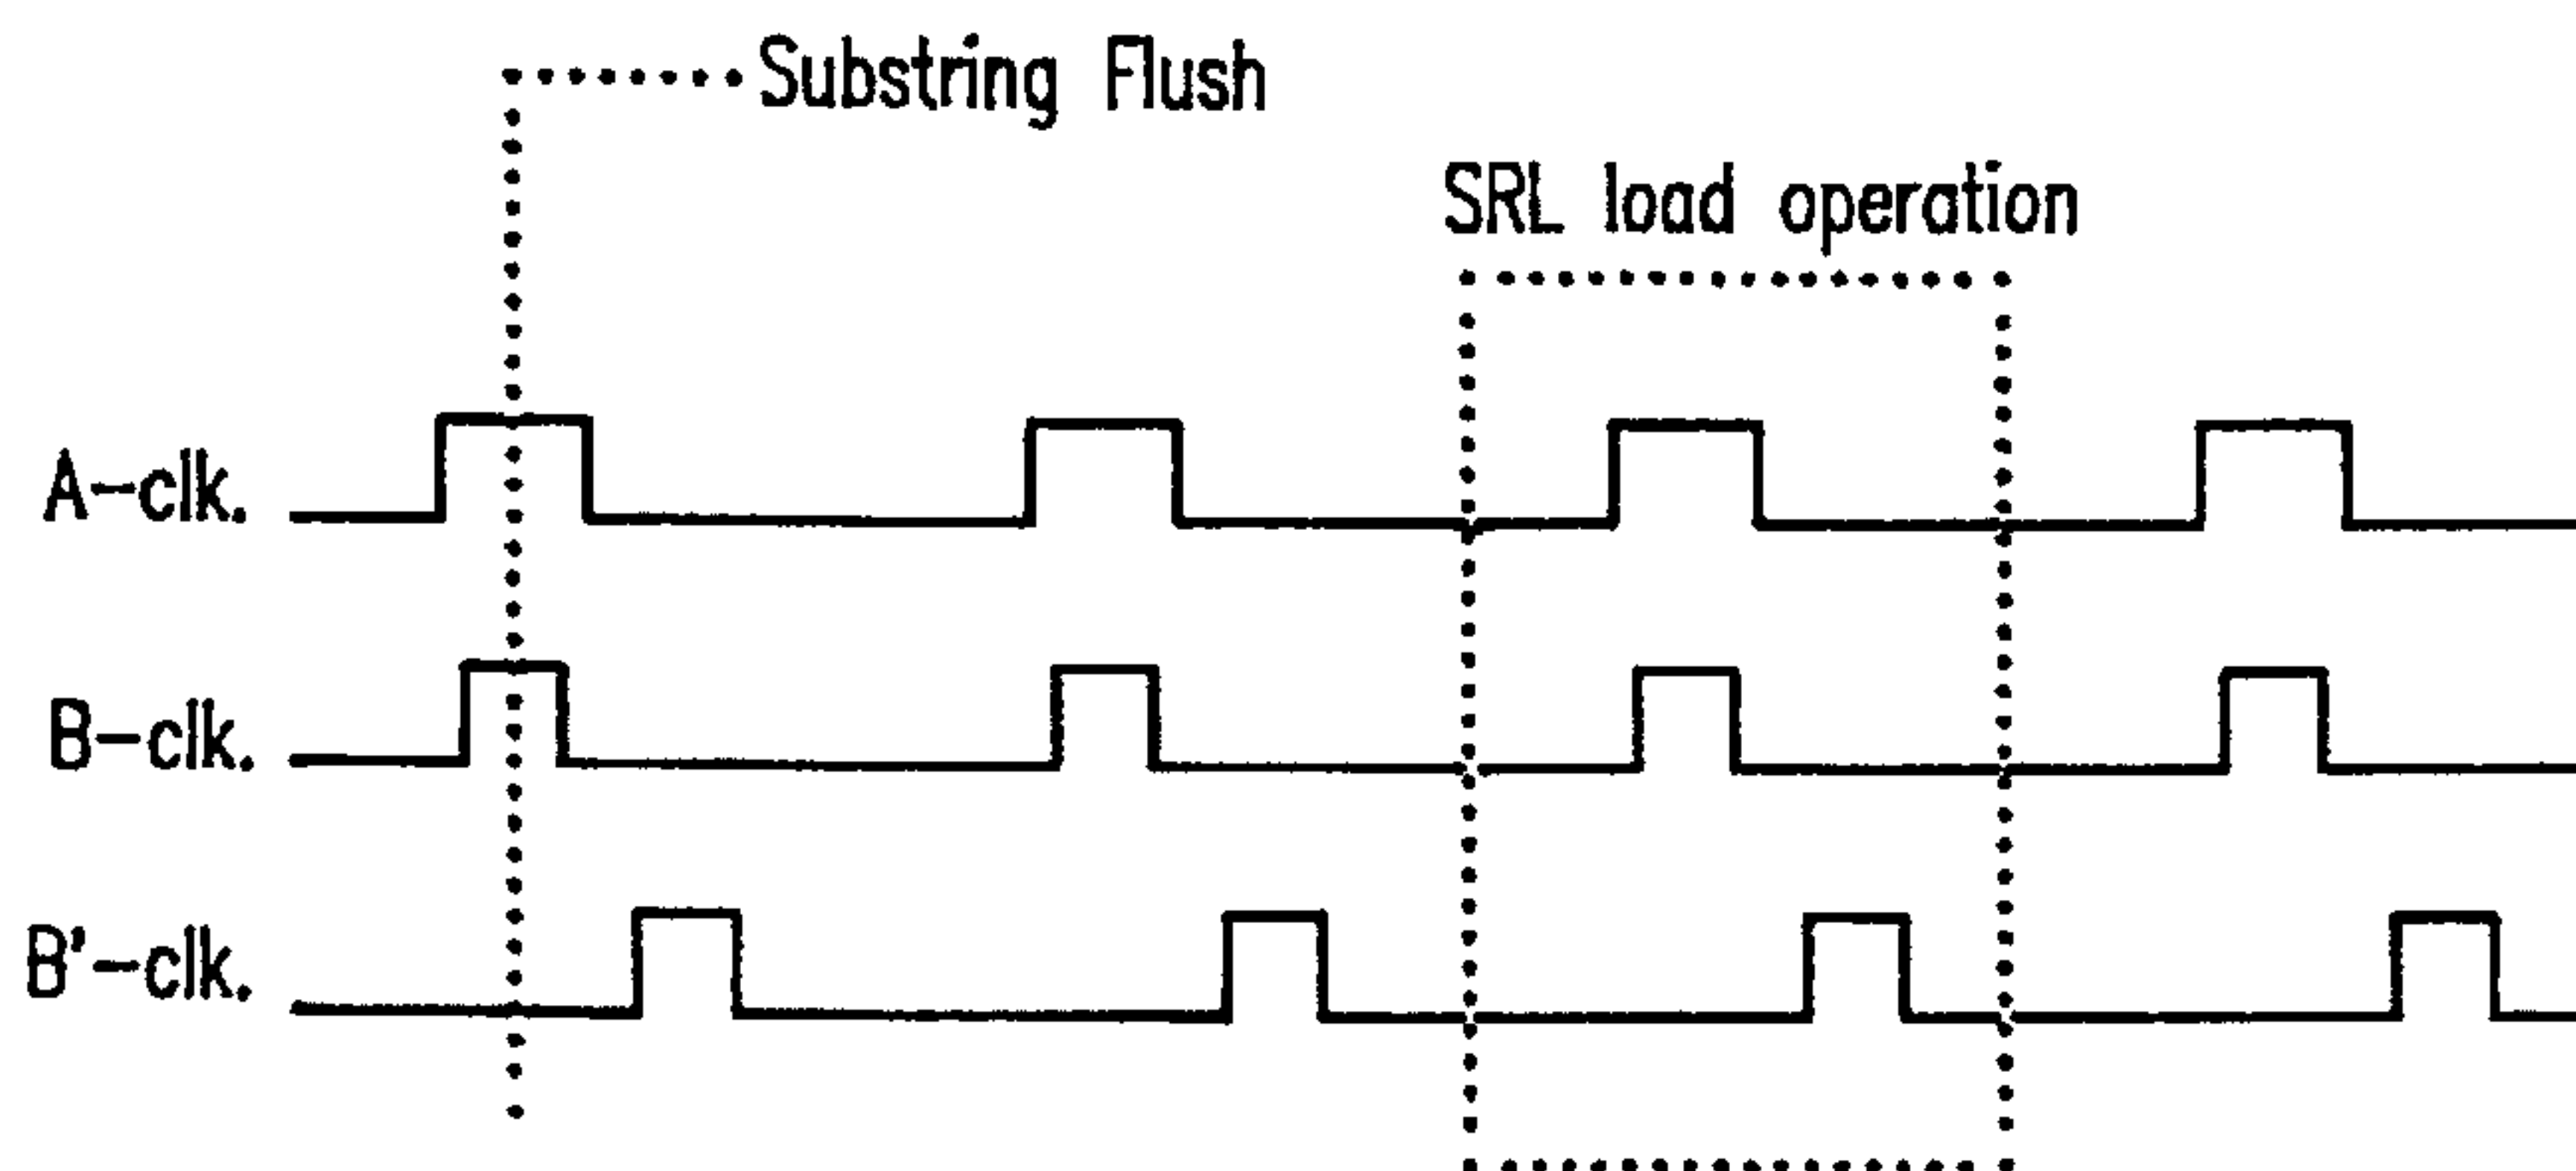 Substring Flush
SRL load operation
A-clk.
B-clk.
B'-clk.